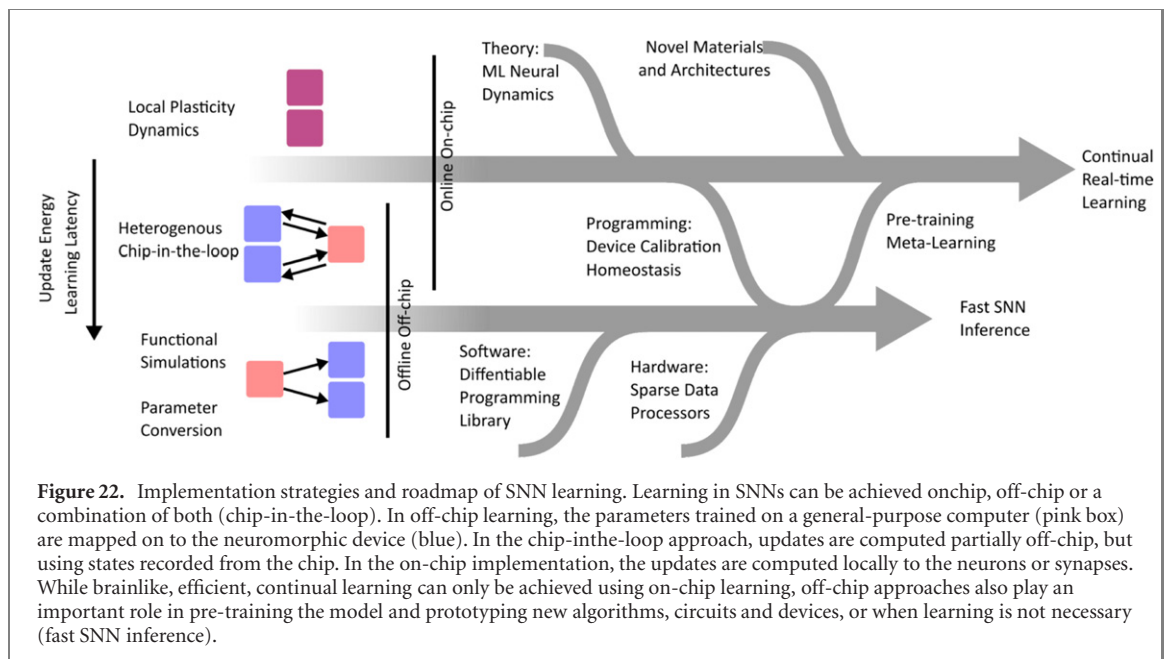 Theory:
ML Neural
Dynamics
Novel Materials
and Architectures
Local Plasticity
Dynamics
Online On-chip
Continual
Real-time
Learning
Update Energy
Learning Latency
Heterogenous
Chip-in-the-loop
Programming:
Device Calibration
Homeostasis
Pre-training
Meta-Learning
Offline Off-chip
Fast SNN
Inference
Functional
Simulations
Parameter
Conversion
Software:
Diffentiable
Programming
Library
Hardware:
Sparse Data
Processors
Figure 22. Implementation strategies and roadmap of SNN learning. Learning in SNNs can be achieved onchip, off-chip or a
combination of both (chip-in-the-loop). In off-chip learning, the parameters trained on a general-purpose computer (pink box)
are mapped on to the neuromorphic device (blue). In the chip-inthe-loop approach, updates are computed partially off-chip, but
using states recorded from the chip. In the on-chip implementation, the updates are computed locally to the neurons or synapses.
While brainlike, efficient, continual learning can only be achieved using on-chip learning, off-chip approaches also play an
important role in pre-training the model and prototyping new algorithms, circuits and devices, or when learning is not necessary
(fast SNN inference).